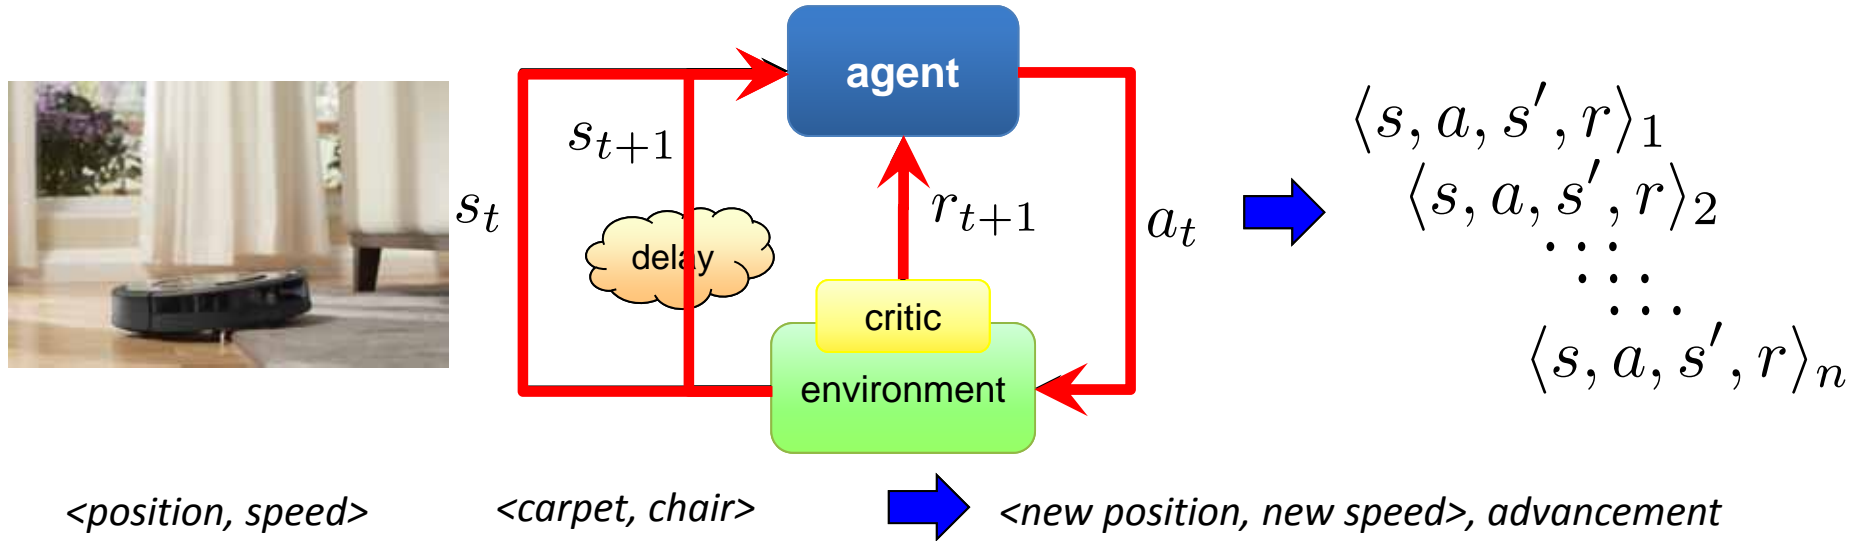 agent
s_{t+1}
s_t
delay
r_{t+1}
a_t
critic
environment
⟨s, a, s′, r⟩_1
⟨s, a, s′, r⟩_2
. . .
. . .
. . .
⟨s, a, s′, r⟩_n
<position, speed>
<carpet, chair>
<new position, new speed>, advancement